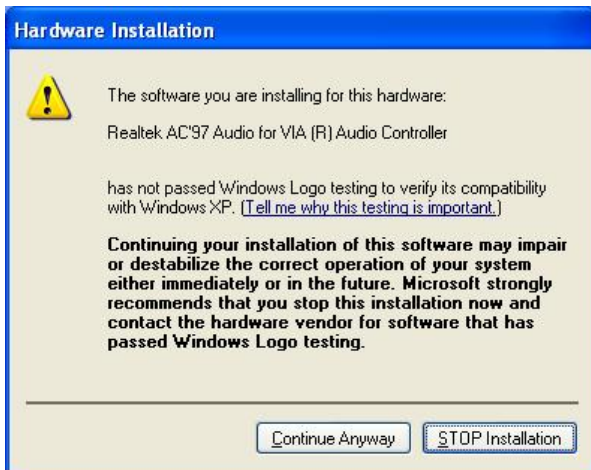 Hardware Installation
The software you are installing for this hardware:
Realtek AC'97 Audio for VIA (R) Audio Controller
has not passed Windows Logo testing to verify its compatibility
with Windows XP. (Tell me why this testing is important.)
Continuing your installation of this software may impair
or destabilize the correct operation of your system
either immediately or in the future. Microsoft strongly
recommends that you stop this installation now and
contact the hardware vendor for software that has
passed Windows Logo testing.
Continue Anyway
STOP Installation